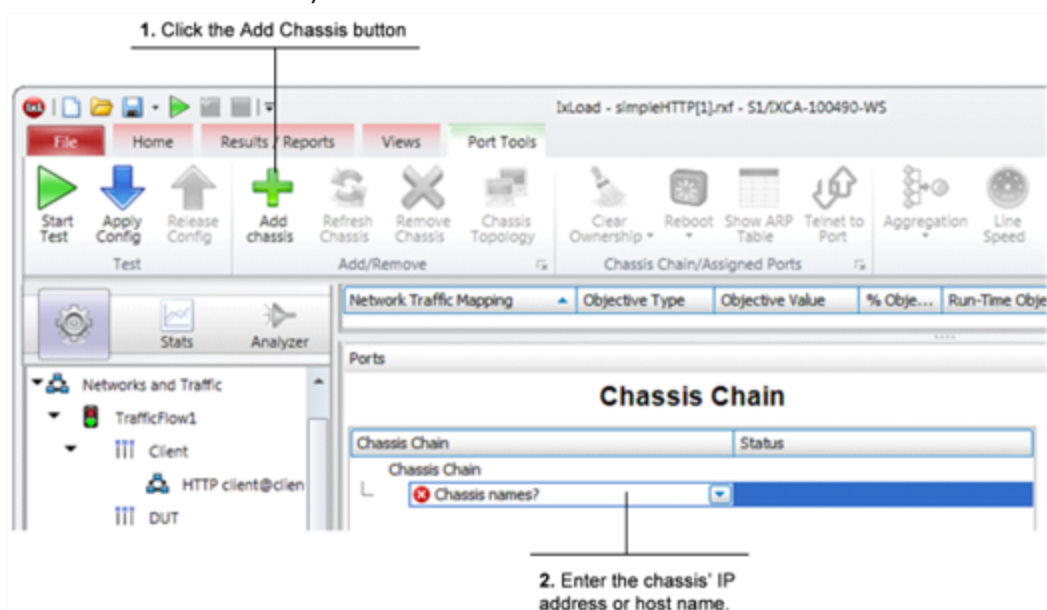 1. Click the Add Chassis button
IxLoad - simpleHTTP[1].rxf - S1/IXCA-100490-WS
File Home Results / Reports Views Port Tools
Start Test
Apply Config
Release Config
Add chassis
Refresh Chassis
Remove Chassis
Chassis Topology
Clear Ownership
Reboot
Show ARP Table
Telnet to Port
Aggregation
Line Speed
Test Add/Remove Chassis Chain/Assigned Ports
Network Traffic Mapping Objective Type Objective Value % Obje... Run-Time Obje
Stats Analyzer
Ports
Networks and Traffic
TrafficFlow1
Client
HTTP client@clien
DUT
Chassis Chain
Chassis Chain Status
Chassis Chain
Chassis names?
2. Enter the chassis' IP
address or host name.